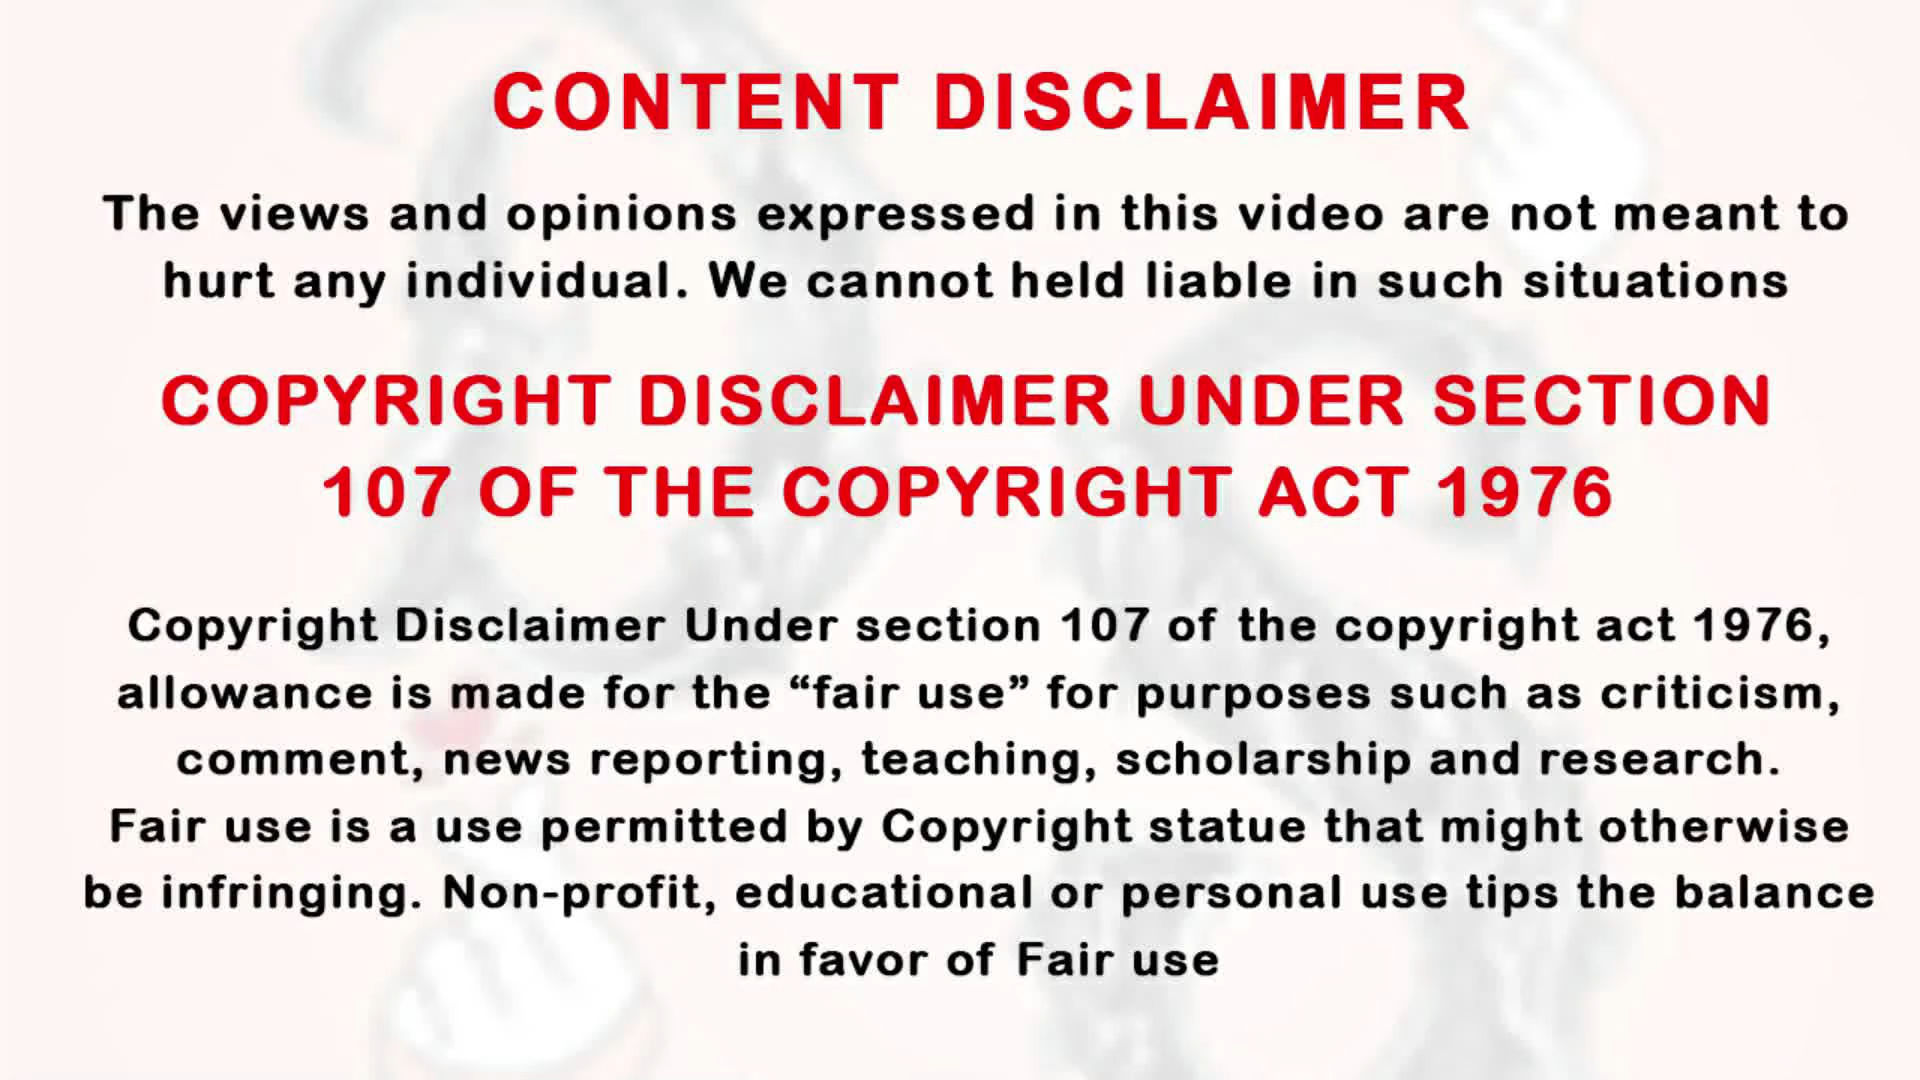 CONTENT DISCLAIMER
The views and opinions expressed in this video are not meant to
hurt any individual. We cannot held liable in such situations
COPYRIGHT DISCLAIMER UNDER SECTION
107 OF THE COPYRIGHT ACT 1976
Copyright Disclaimer Under section 107 of the copyright act 1976,
allowance is made for the “fair use” for purposes such as criticism,
comment, news reporting, teaching, scholarship and research.
Fair use is a use permitted by Copyright statue that might otherwise
be infringing. Non-profit, educational or personal use tips the balance
in favor of Fair use